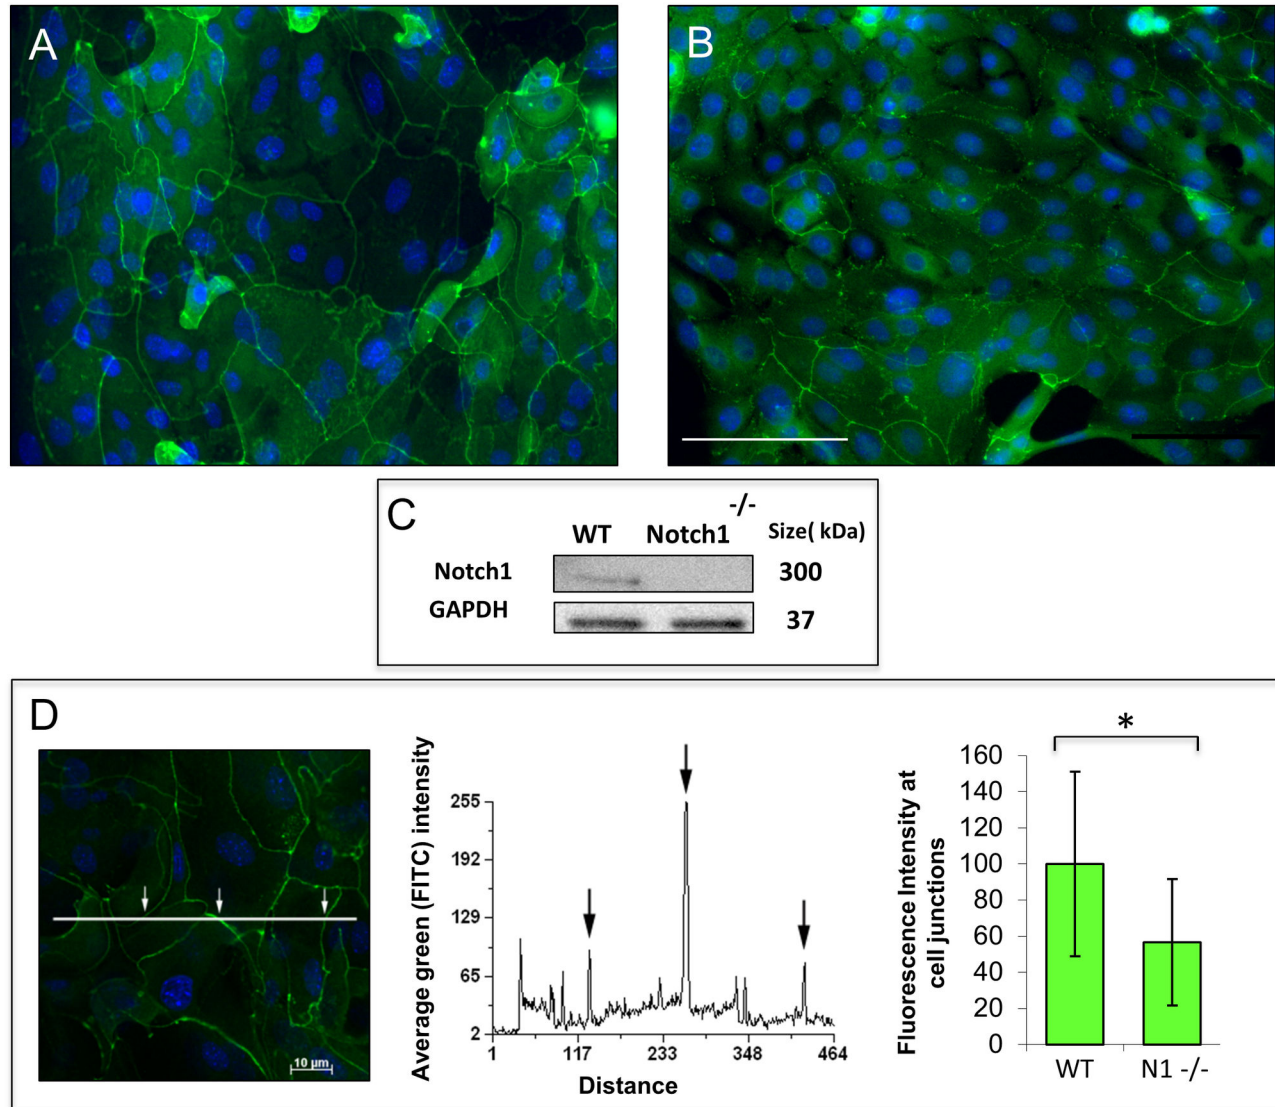 A
B
C
-/-
WT Notch1 Size( kDa)
Notch1 300
GAPDH 37
D
10 µm
Average green (FITC) intensity
255
192
129
65
2
1 117 233 348 464
Distance
*
Fluorescence Intensity at
cell junctions
160
140
120
100
80
60
40
20
0
WT N1 -/-